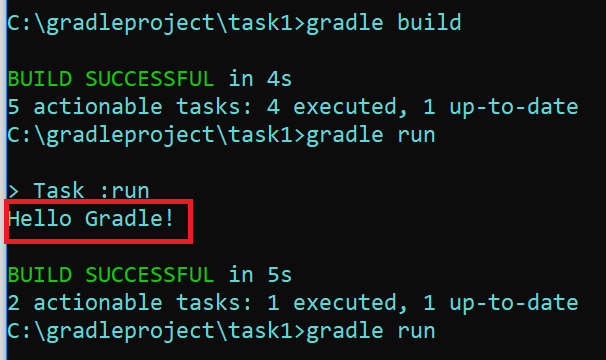 C:\gradleproject\task1>gradle build
BUILD SUCCESSFUL in 4s
5 actionable tasks: 4 executed, 1 up-to-date
C:\gradleproject\task1>gradle run
> Task :run
Hello Gradle!
BUILD SUCCESSFUL in 5s
2 actionable tasks: 1 executed, 1 up-to-date
C:\gradleproject\task1>gradle run